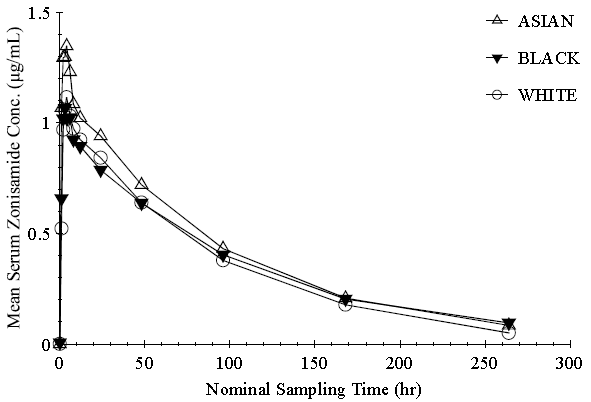 1.5
1
0.5
0
0
50
100
150
200
250
300
Mean Serum Zonisamide Conc. (µg/mL)
Nominal Sampling Time (hr)
ASIAN
BLACK
WHITE